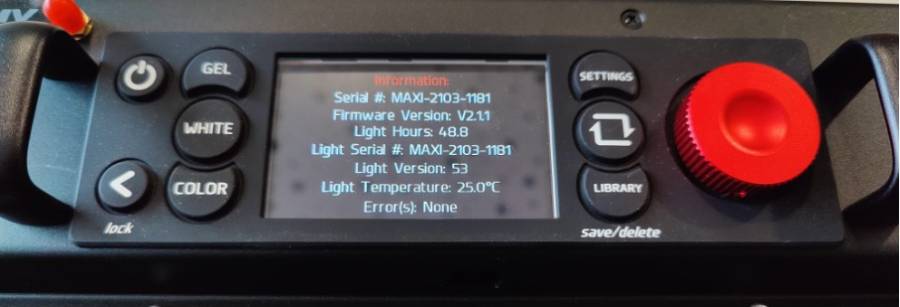 GEL
WHITE
COLOR
lock
Information:
Serial #: MAXI-2103-1181
Firmware Version: V2.1.1
Light Hours: 48.8
Light Serial #: MAXI-2103-1181
Light Version: 53
Light Temperature: 25.0°C
Error(s): None
SETTINGS
LIBRARY
save/delete